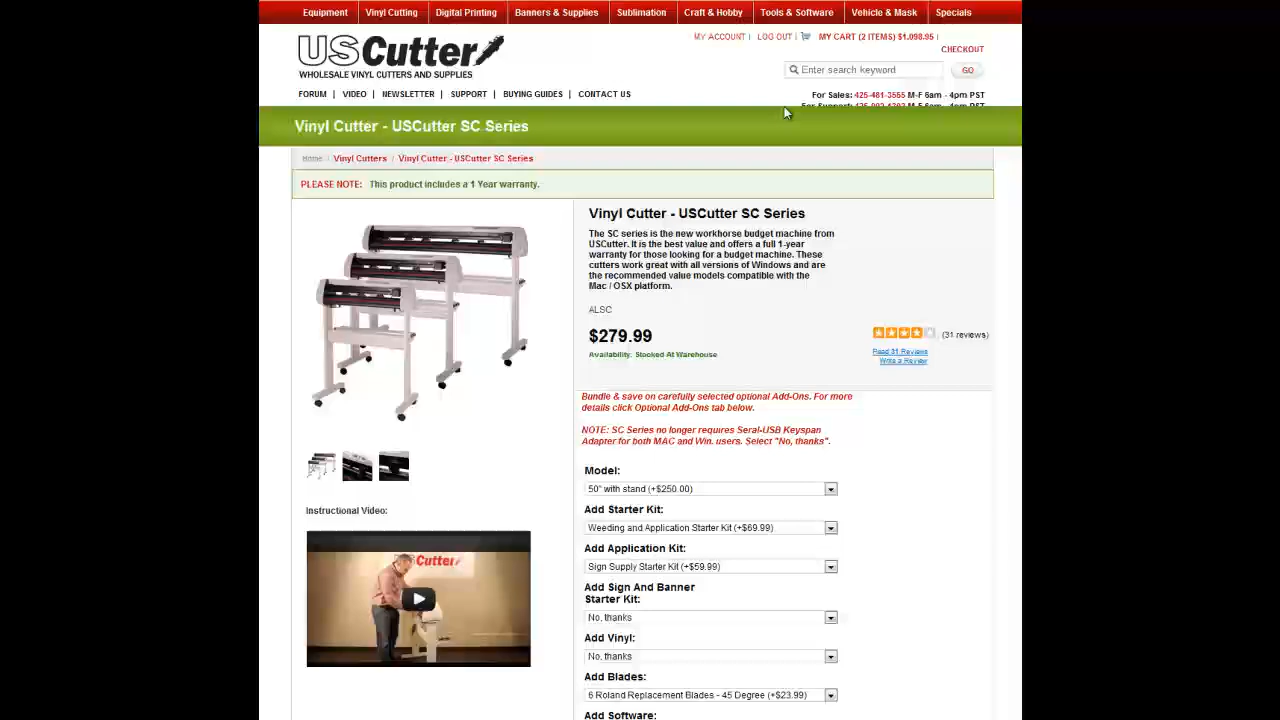 Equipment Vinyl Cutting Digital Printing Banners & Supplies Sublimation Craft & Hobby Tools & Software Vehicle & Mask Specials
MY ACCOUNT | LOG OUT | MY CART (2 ITEMS) $1,098.95 |
CHECKOUT
USCutter
WHOLESALE VINYL CUTTERS AND SUPPLIES
Enter search keyword GO
FORUM | VIDEO | NEWSLETTER | SUPPORT | BUYING GUIDES | CONTACT US
For Sales: 425-481-3555 M-F 6am - 4pm PST
Vinyl Cutter - USCutter SC Series
Home / Vinyl Cutters / Vinyl Cutter - USCutter SC Series
PLEASE NOTE: This product includes a 1 Year warranty.
Vinyl Cutter - USCutter SC Series
The SC series is the new workhorse budget machine from
USCutter. It is the best value and offers a full 1-year
warranty for those looking for a budget machine. These
cutters work great with all versions of Windows and are
the recommended value models compatible with the
Mac / OSX platform.
ALSC
$279.99
(31 reviews)
Availability: Stocked At Warehouse
Read 31 Reviews
Write a Review
Bundle & save on carefully selected optional Add-Ons. For more
details click Optional Add-Ons tab below.
NOTE: SC Series no longer requires Seral-USB Keyspan
Adapter for both MAC and Win. users. Select "No, thanks".
Model:
50" with stand (+$250.00)
Add Starter Kit:
Weeding and Application Starter Kit (+$69.99)
Add Application Kit:
Sign Supply Starter Kit (+$59.99)
Add Sign And Banner
Starter Kit:
No, thanks
Add Vinyl:
No, thanks
Add Blades:
6 Roland Replacement Blades - 45 Degree (+$23.99)
Add Software:
Instructional Video:
USCutter